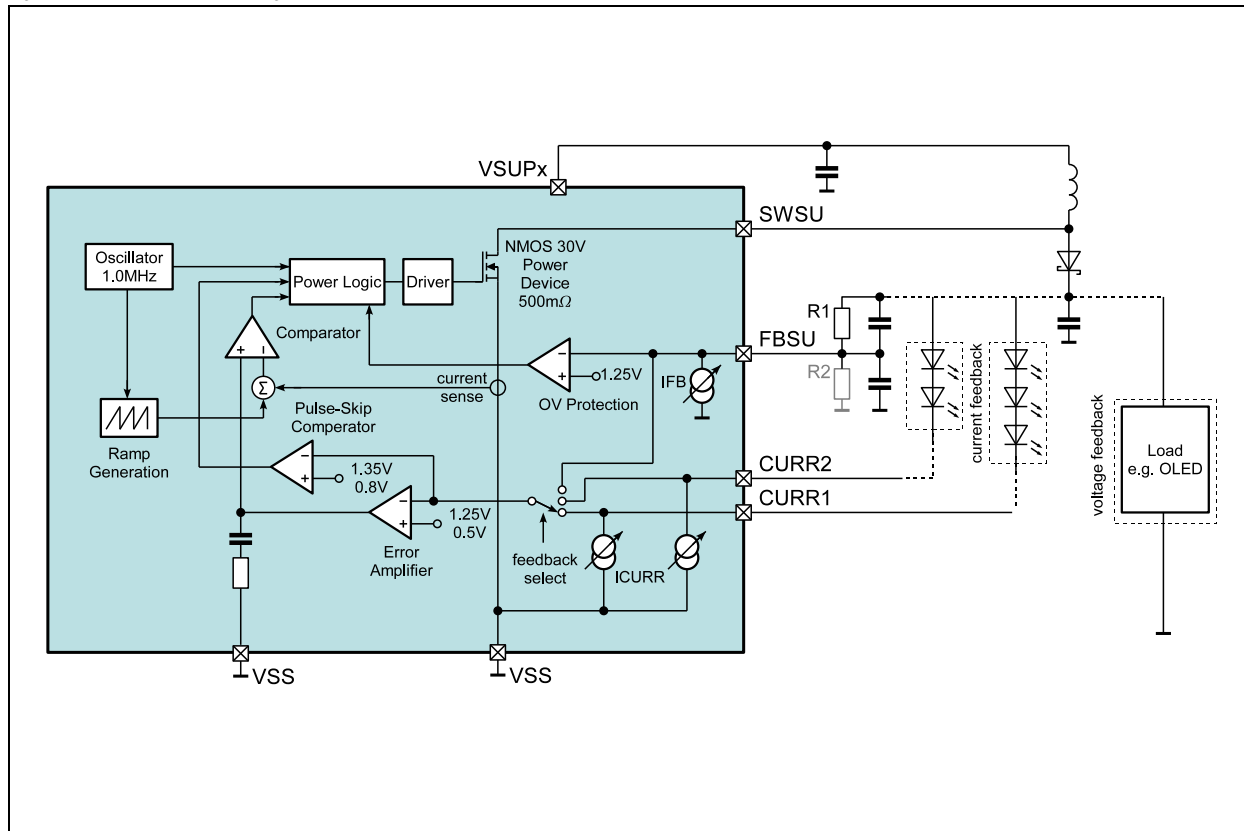 VSUPx
SWSU
Oscillator
1.0MHz
Power Logic
Driver
NMOS 30V
Power
Device
500mΩ
Comparator
+
−
Σ
current
sense
−
+
1.25V
OV Protection
IFB
FBSU
R1
R2
Ramp
Generation
Pulse-Skip
Comperator
−
+
1.35V
0.8V
−
+
1.25V
0.5V
Error
Amplifier
feedback
select
ICURR
CURR2
CURR1
current feedback
voltage feedback
Load
e.g. OLED
VSS
VSS